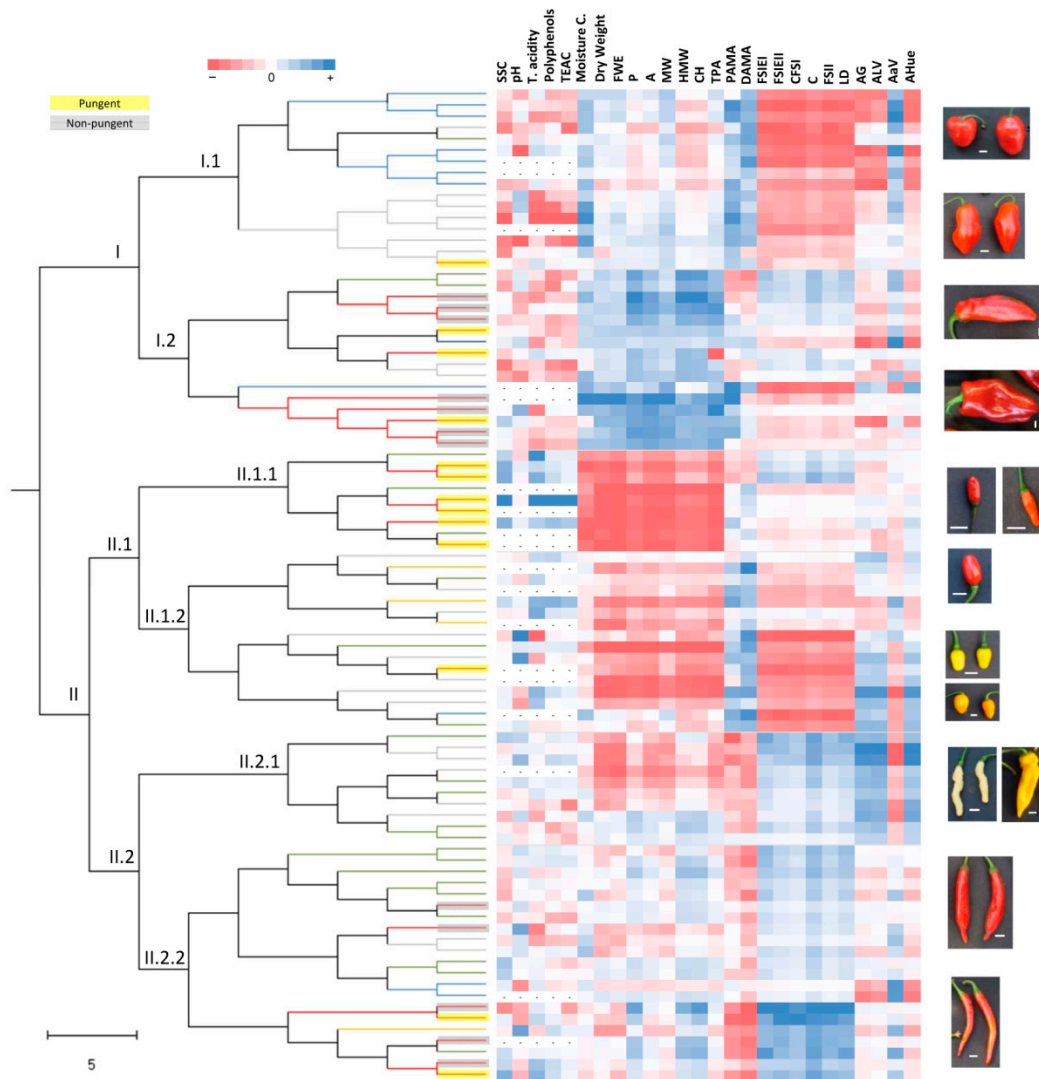 SSC
pH
T. acidity
Polyphenols
TEAC
Moisture C.
Dry Weight
FWE
P
A
MW
HMW
CH
TPA
PAMA
DAMA
FSIEI
FSIEII
CFSI
C
FSII
LD
AG
ALV
AaV
AHue
− 0 +
Pungent
Non-pungent
I.1
I
I.2
II.1.1
II.1
II.1.2
II
II.2.1
II.2
II.2.2
5